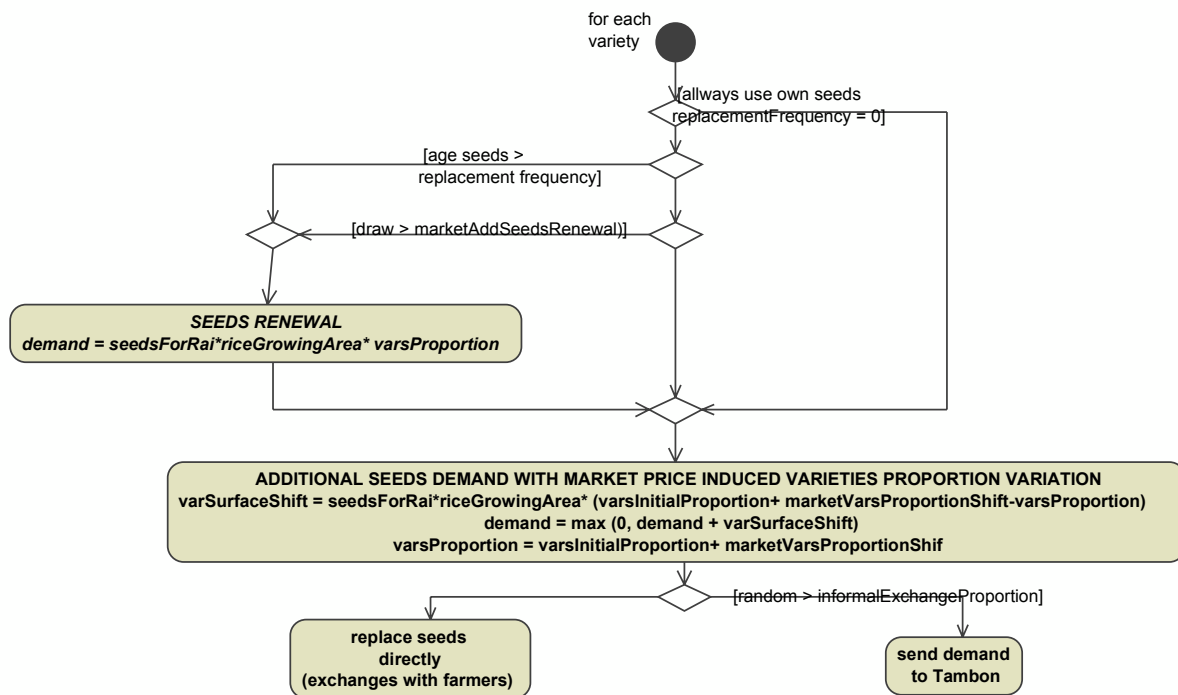 for each
variety
[allways use own seeds
replacementFrequency = 0]
[age seeds >
replacement frequency]
[draw > marketAddSeedsRenewal)]
SEEDS RENEWAL
demand = seedsForRai*riceGrowingArea* varsProportion
ADDITIONAL SEEDS DEMAND WITH MARKET PRICE INDUCED VARIETIES PROPORTION VARIATION
varSurfaceShift = seedsForRai*riceGrowingArea* (varsInitialProportion+ marketVarsProportionShift-varsProportion)
demand = max (0, demand + varSurfaceShift)
varsProportion = varsInitialProportion+ marketVarsProportionShif
[random > informalExchangeProportion]
replace seeds
directly
(exchanges with farmers)
send demand
to Tambon